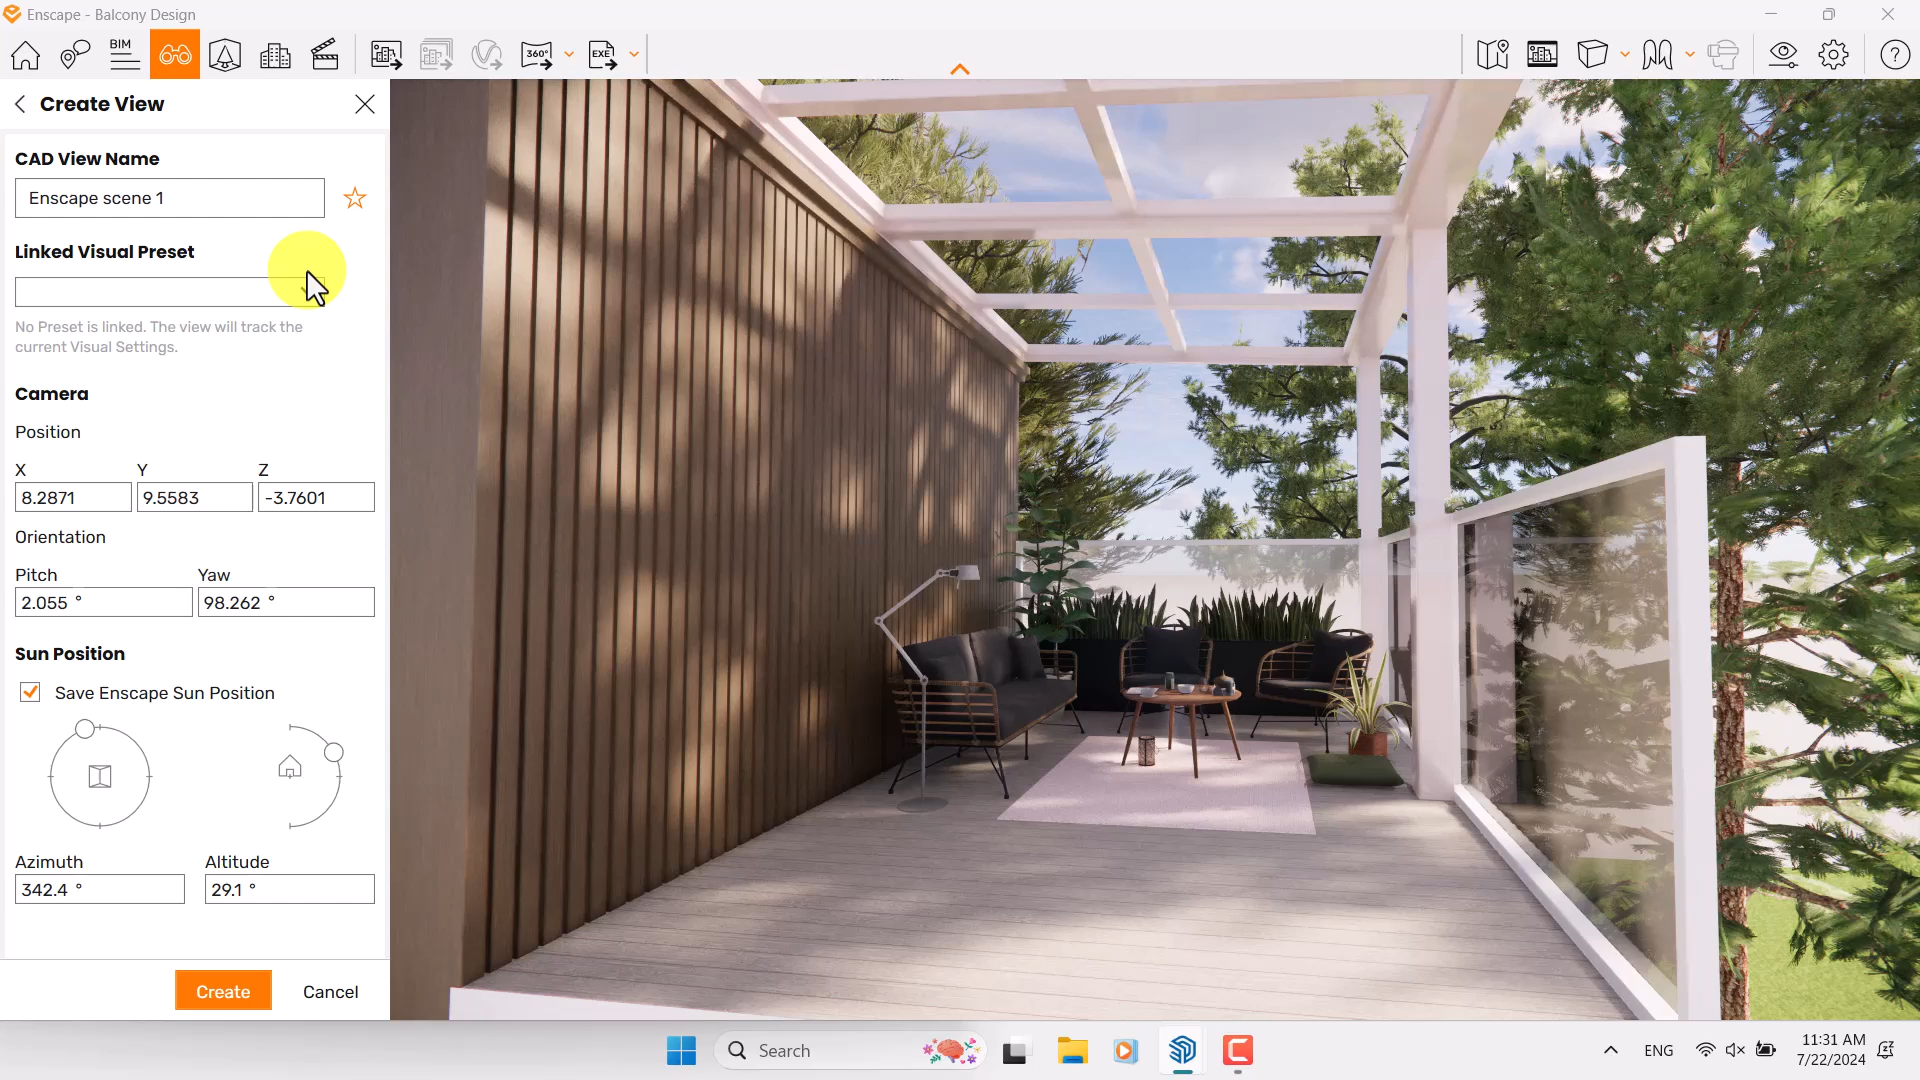 Enscape - Balcony Design
BIM
360°
EXE
Create View
CAD View Name
Enscape scene 1
Linked Visual Preset
No Preset is linked. The view will track the
current Visual Settings.
Camera
Position
X Y Z
8.2871 9.5583 -3.7601
Orientation
Pitch Yaw
2.055 ° 98.262 °
Sun Position
Save Enscape Sun Position
Azimuth Altitude
342.4 ° 29.1 °
Create Cancel
Search
ENG
11:31 AM
7/22/2024